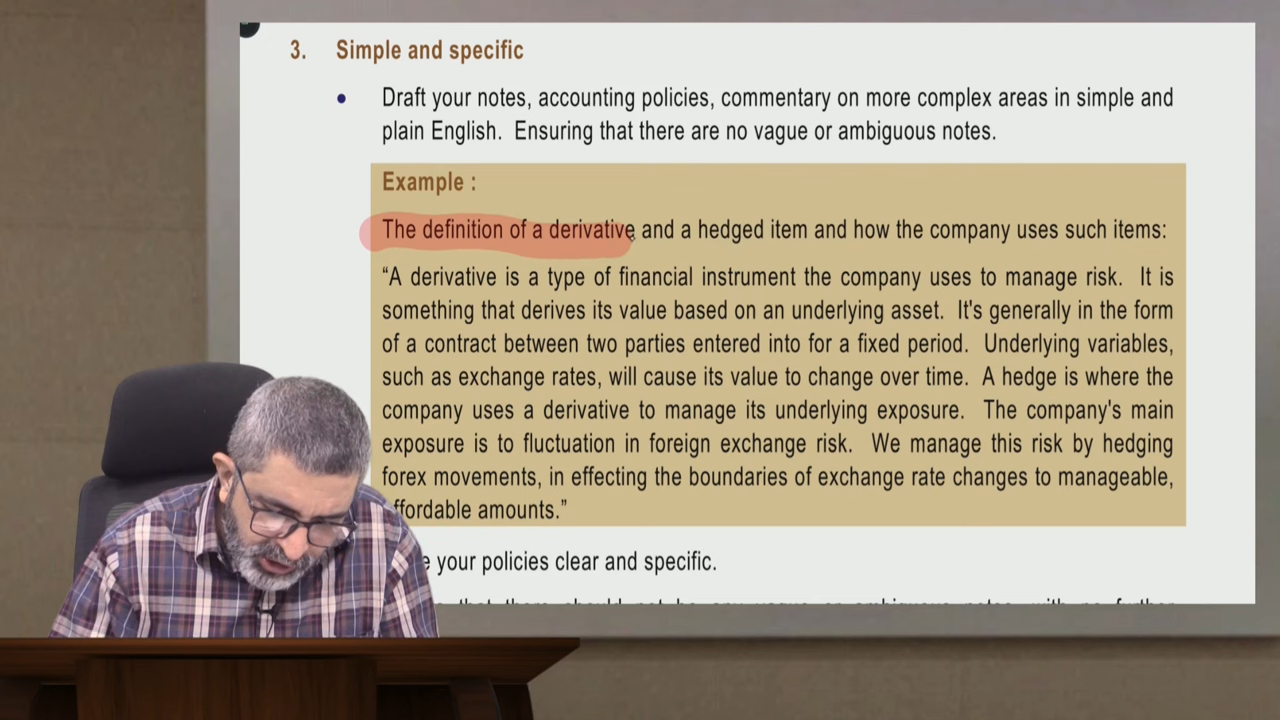 3. Simple and specific
• Draft your notes, accounting policies, commentary on more complex areas in simple and
plain English. Ensuring that there are no vague or ambiguous notes.
Example :
The definition of a derivative and a hedged item and how the company uses such items:
“A derivative is a type of financial instrument the company uses to manage risk. It is
something that derives its value based on an underlying asset. It's generally in the form
of a contract between two parties entered into for a fixed period. Underlying variables,
such as exchange rates, will cause its value to change over time. A hedge is where the
company uses a derivative to manage its underlying exposure. The company's main
exposure is to fluctuation in foreign exchange risk. We manage this risk by hedging
forex movements, in effecting the boundaries of exchange rate changes to manageable,
ffordable amounts.”
e your policies clear and specific.